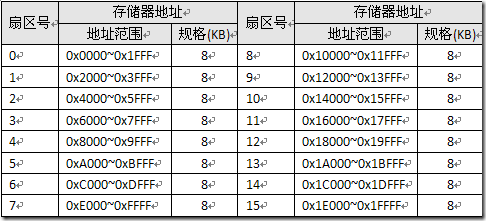 扇区号 存储器地址 扇区号 存储器地址
地址范围 规格(KB) 地址范围 规格(KB)
0 0x0000~0x1FFF 8 8 0x10000~0x11FFF 8
1 0x2000~0x3FFF 8 9 0x12000~0x13FFF 8
2 0x4000~0x5FFF 8 10 0x14000~0x15FFF 8
3 0x6000~0x7FFF 8 11 0x16000~0x17FFF 8
4 0x8000~0x9FFF 8 12 0x18000~0x19FFF 8
5 0xA000~0xBFFF 8 13 0x1A000~0x1BFFF 8
6 0xC000~0xDFFF 8 14 0x1C000~0x1DFFF 8
7 0xE000~0xFFFF 8 15 0x1E000~0x1FFFF 8